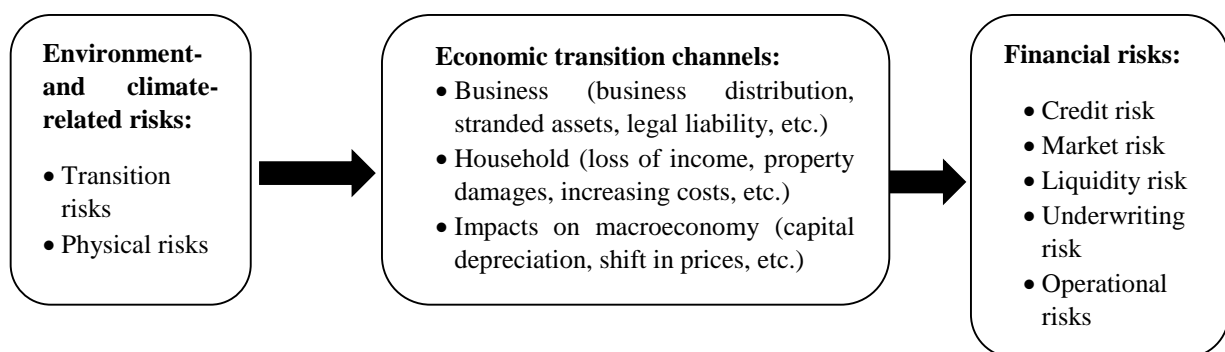 Environment-
and climate-
related risks:
• Transition
risks
• Physical risks
Economic transition channels:
• Business (business distribution,
stranded assets, legal liability, etc.)
• Household (loss of income, property
damages, increasing costs, etc.)
• Impacts on macroeconomy (capital
depreciation, shift in prices, etc.)
Financial risks:
• Credit risk
• Market risk
• Liquidity risk
• Underwriting
risk
• Operational
risks